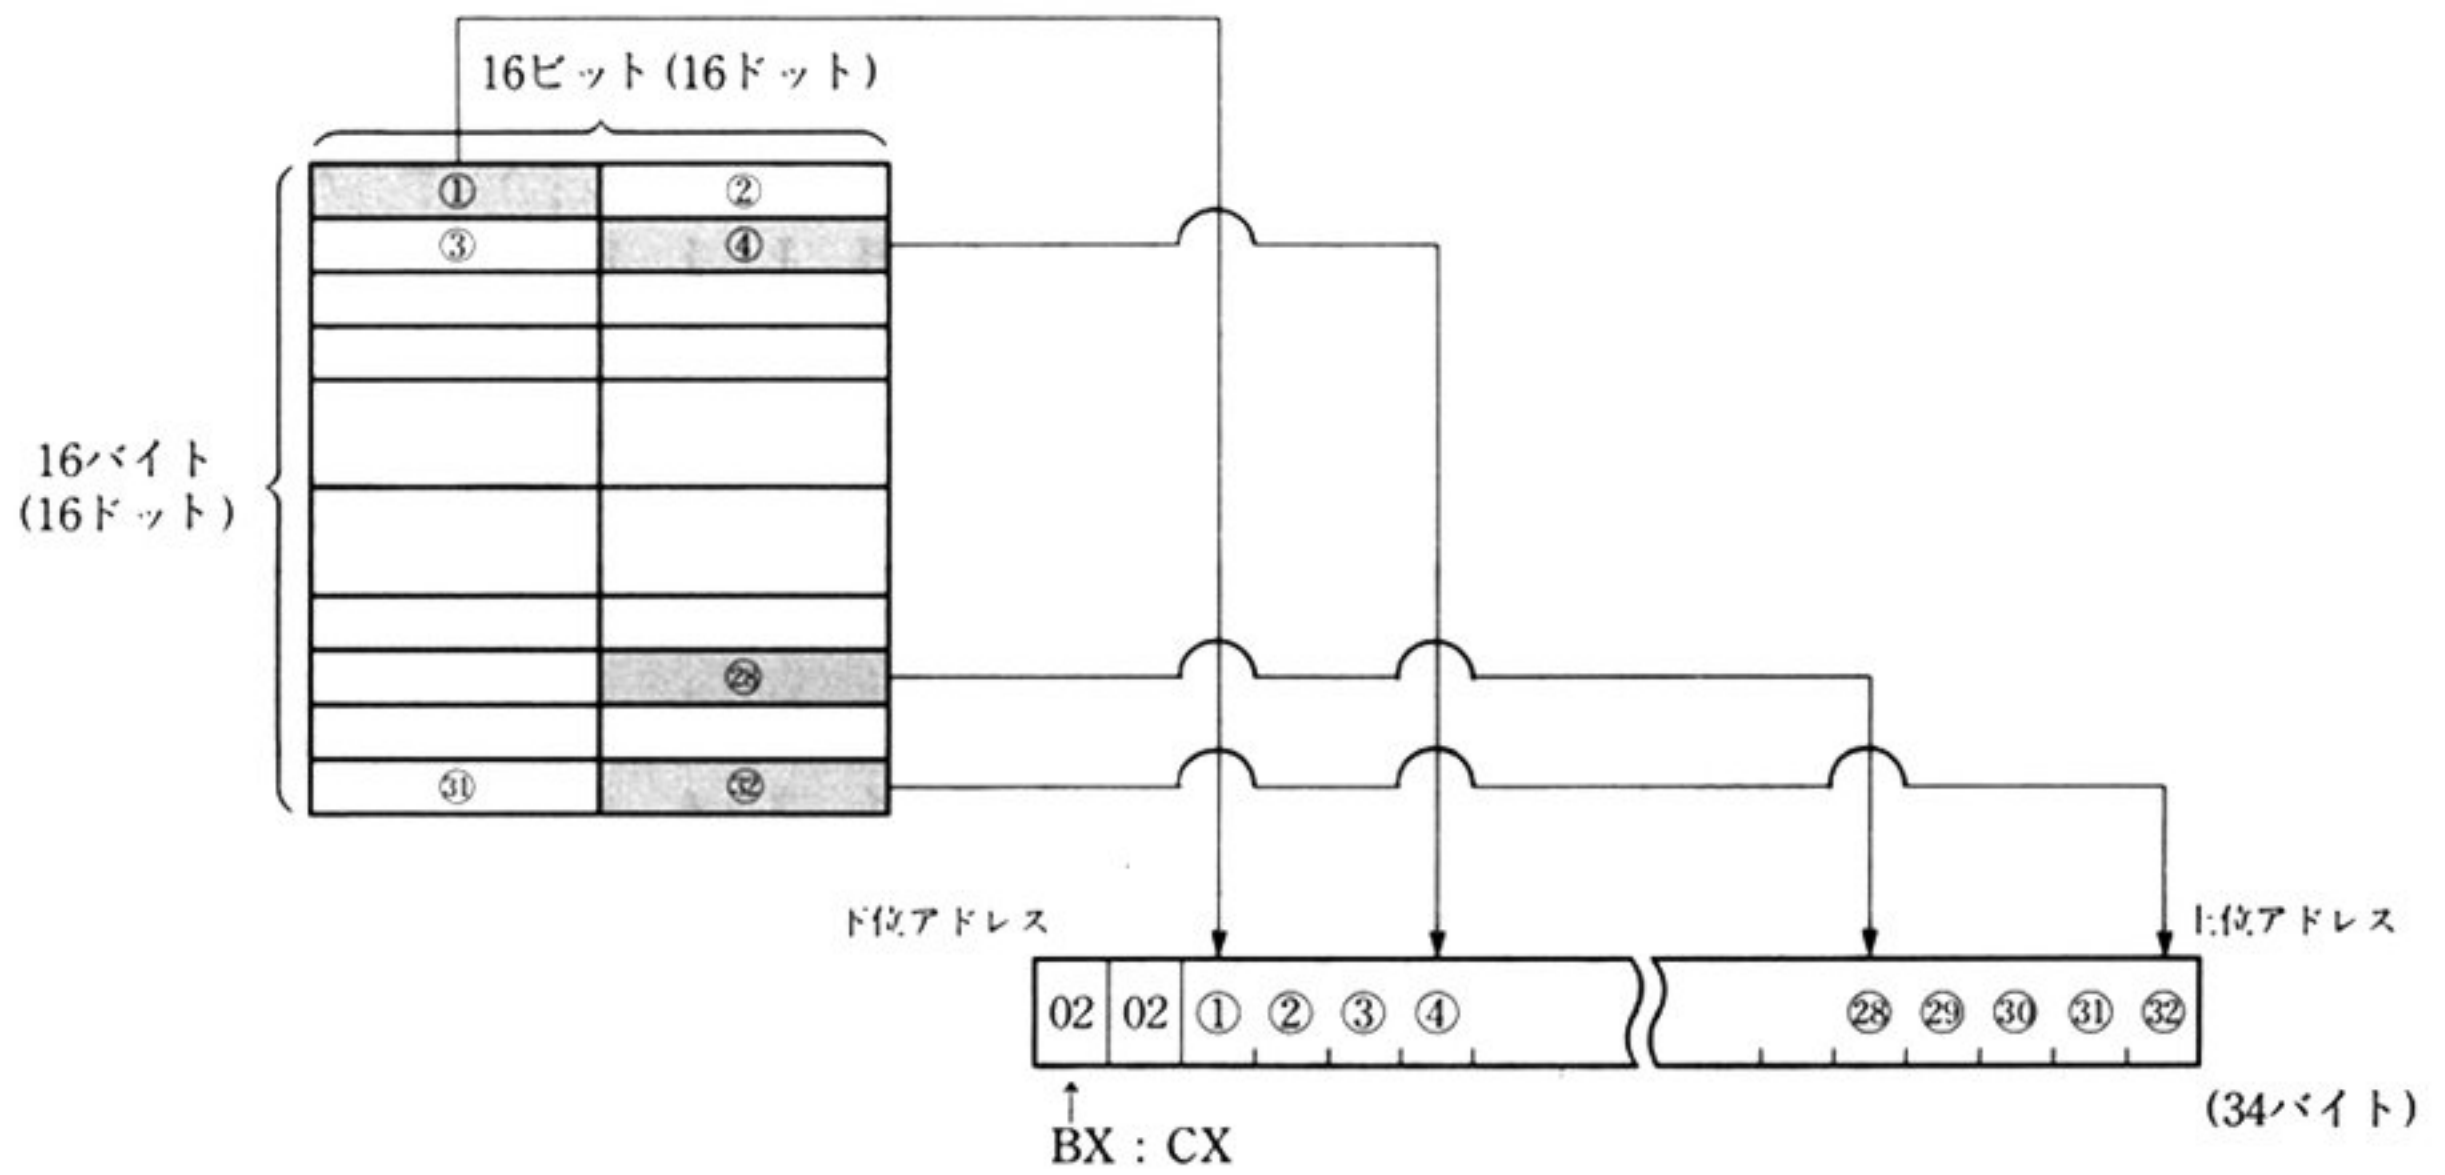 16ビット(16ドット)
① ②
③ ④
16バイト
(16ドット)
㉘
㉛ ㉜
下位アドレス
上位アドレス
02 02 ① ② ③ ④ ㉘ ㉙ ㉚ ㉛ ㉜
(34バイト)
BX : CX